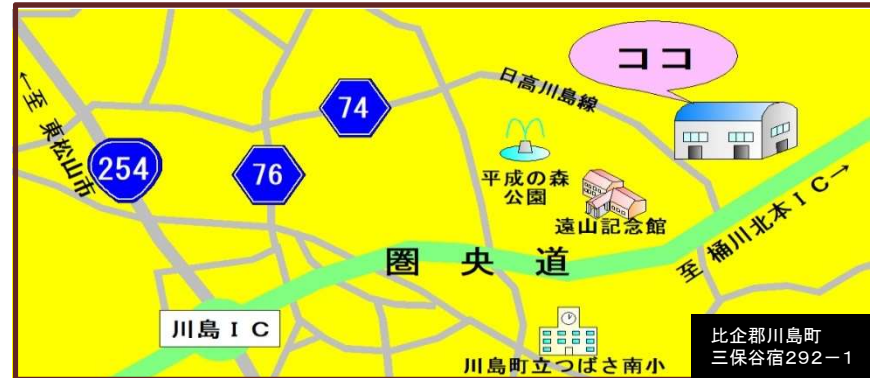 ココ
日高川島線
74
←至 東松山市
254
76
平成の森
公園
遠山記念館
至 桶川北本IC→
圏央道
川島IC
川島町立つばさ南小
比企郡川島町
三保谷宿292－1